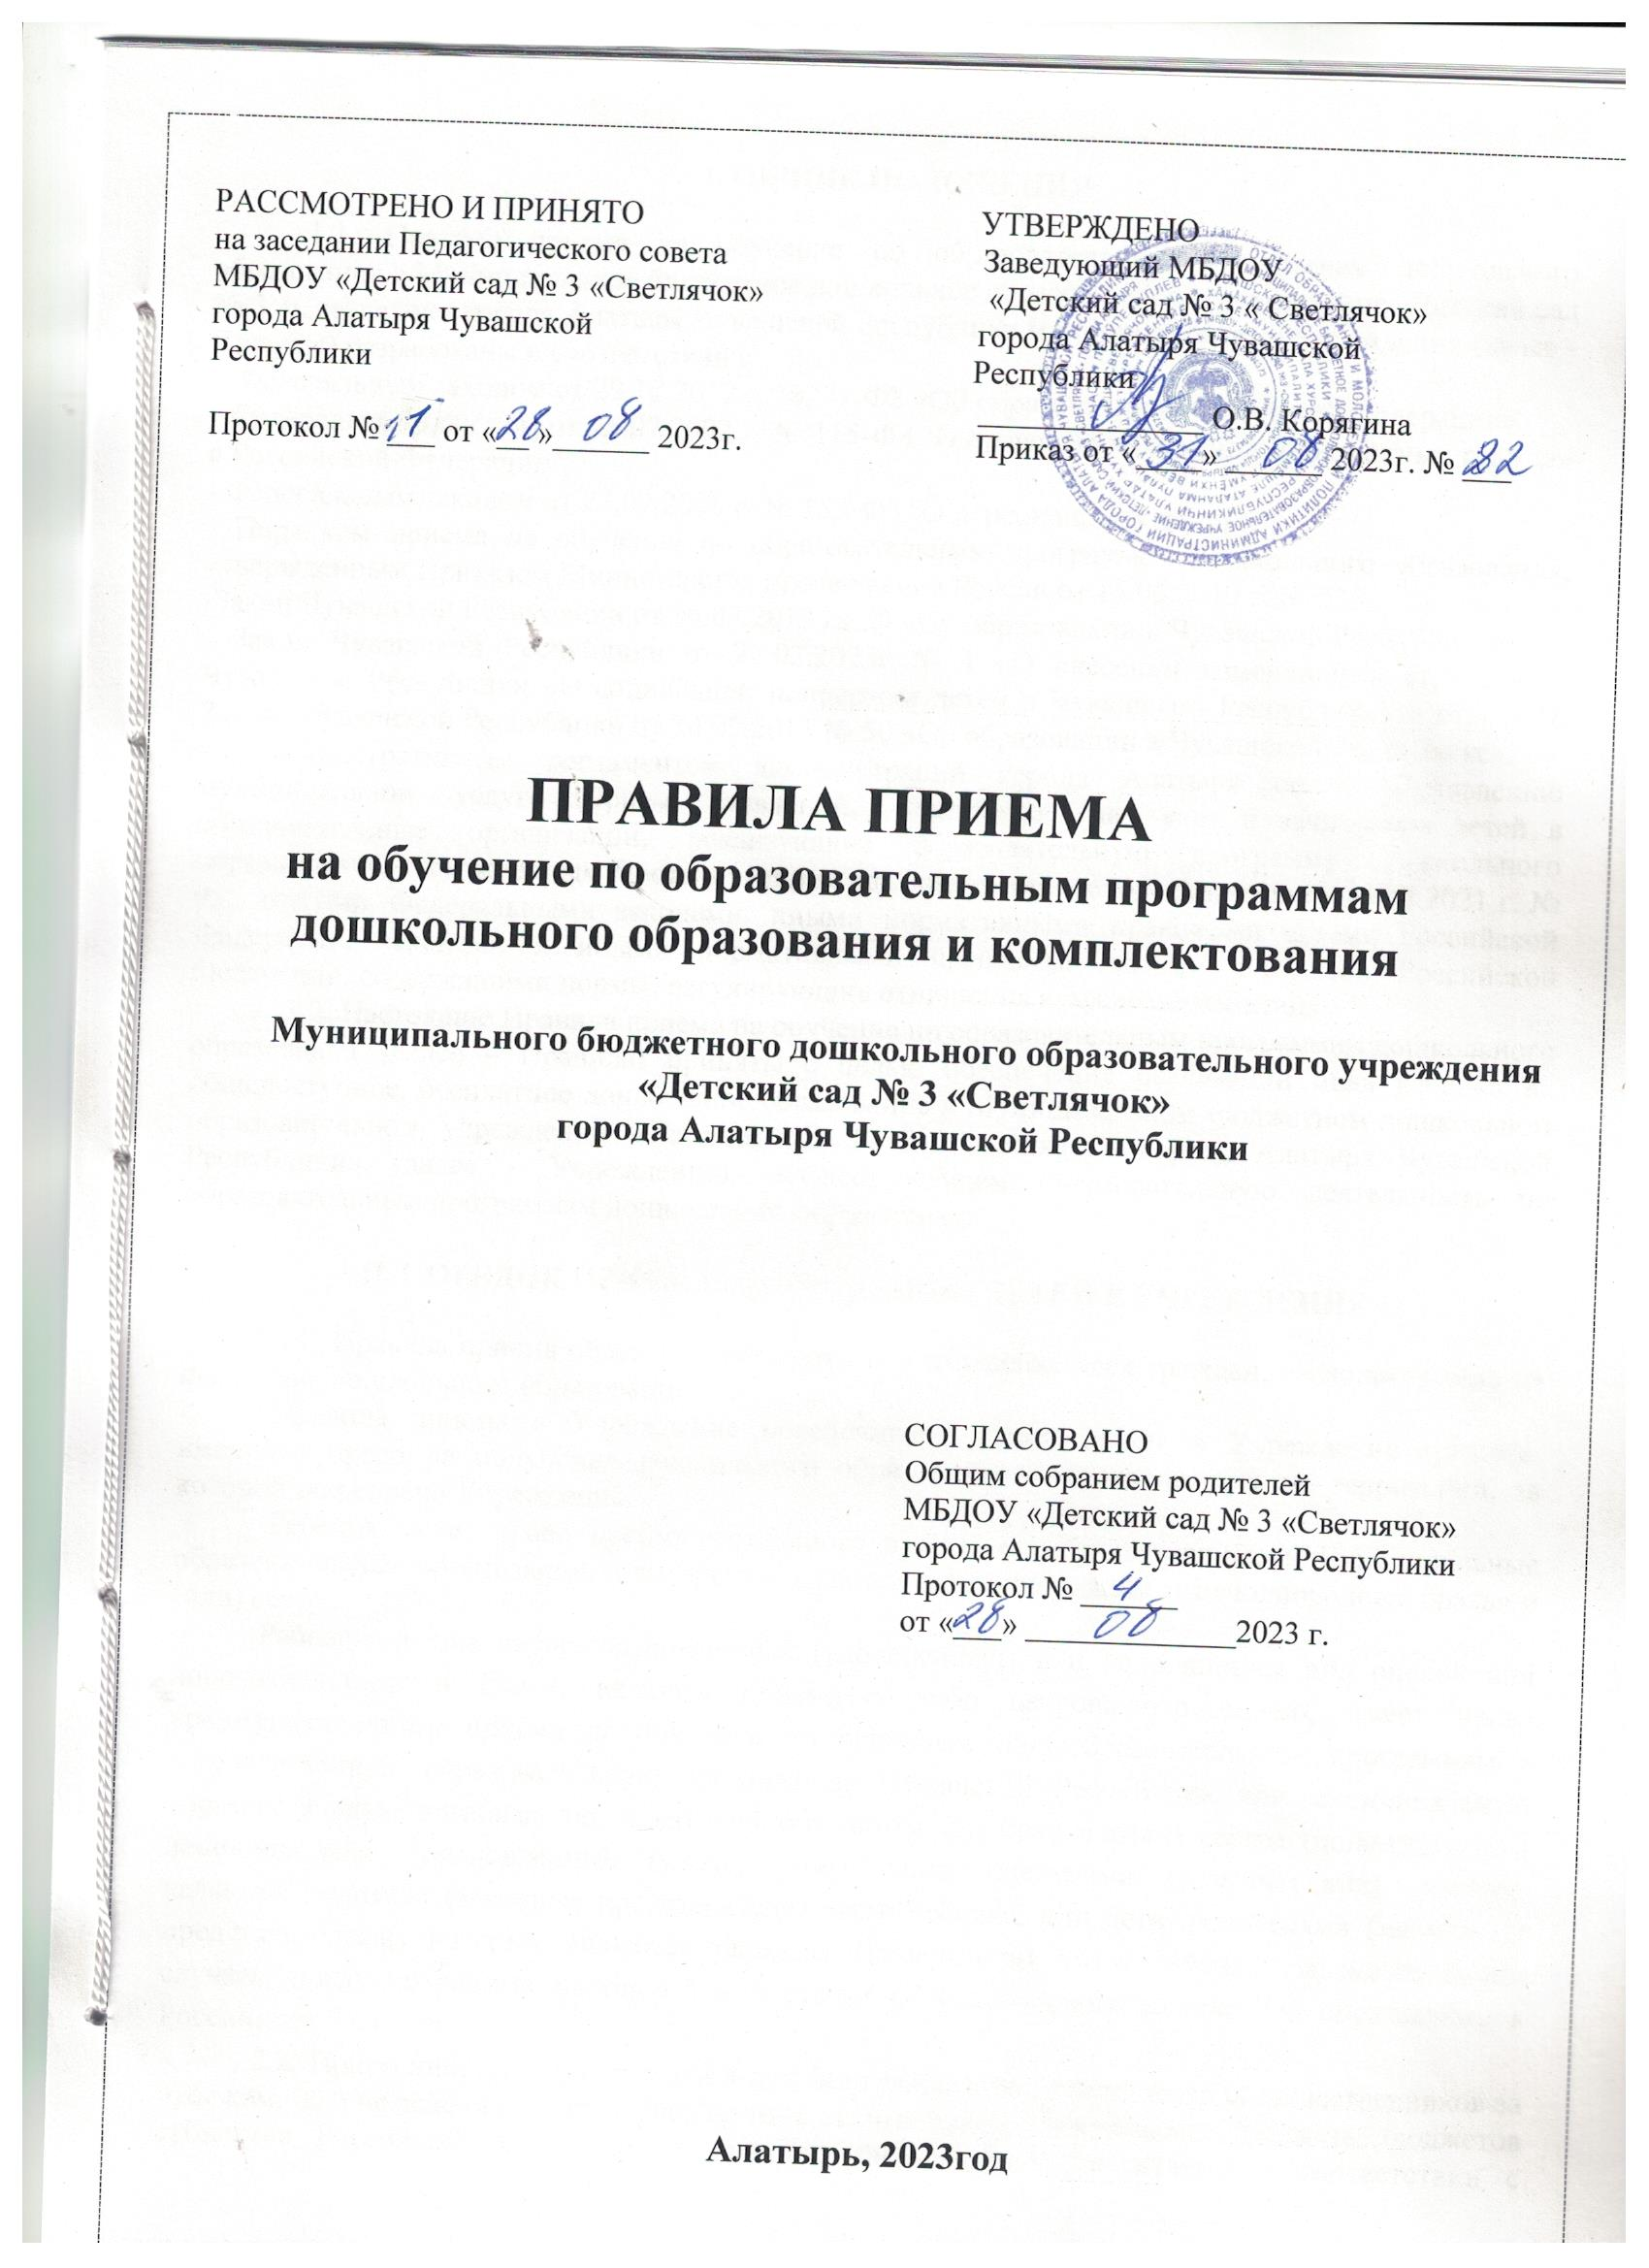 РАССМОТРЕНО И ПРИНЯТО
на заседании Педагогического совета
МБДОУ «Детский сад № 3 «Светлячок»
города Алатыря Чувашской
Республики
Протокол № 1 от «28» 08 2023г.
УТВЕРЖДЕНО
Заведующий МБДОУ
«Детский сад № 3 « Светлячок»
города Алатыря Чувашской
Республики
О.В. Корягина
Приказ от «31» 08 2023г. №
ПРАВИЛА ПРИЕМА
на обучение по образовательным программам
дошкольного образования и комплектования
Муниципального бюджетного дошкольного образовательного учреждения
«Детский сад № 3 «Светлячок»
города Алатыря Чувашской Республики
СОГЛАСОВАНО
Общим собранием родителей
МБДОУ «Детский сад № 3 «Светлячок»
города Алатыря Чувашской Республики
Протокол № 4
от «28» 08 2023 г.
Алатырь, 2023год